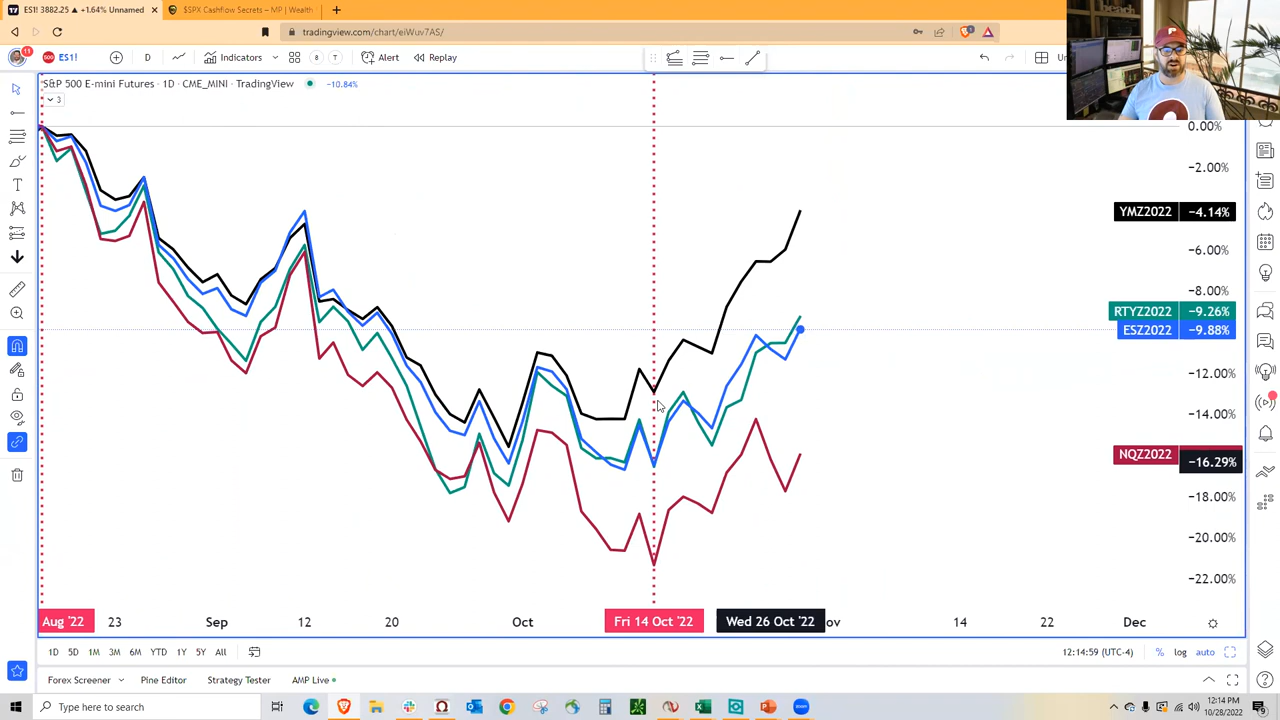 ES1! 3882.25 ▲ +1.64% Unnamed
$SPX Cashflow Secrets – MP | Wealth
tradingview.com/chart/eiWuv7AS/
beach
11
ES1!
D
Indicators
8
T
Alert
Replay
S&P 500 E-mini Futures · 1D · CME_MINI · TradingView
−10.84%
3
0.00%
−2.00%
YMZ2022 −4.14%
−6.00%
−8.00%
RTYZ2022 −9.26%
ESZ2022 −9.88%
−12.00%
−14.00%
NQZ2022 −16.29%
−18.00%
−20.00%
−22.00%
Aug '22 23 Sep 12 20 Oct Fri 14 Oct '22 Wed 26 Oct '22 ov 14 22 Dec
1D 5D 1M 3M 6M YTD 1Y 5Y All
12:14:59 (UTC-4) % log auto
Forex Screener Pine Editor Strategy Tester AMP Live
Type here to search
12:14 PM
10/28/2022